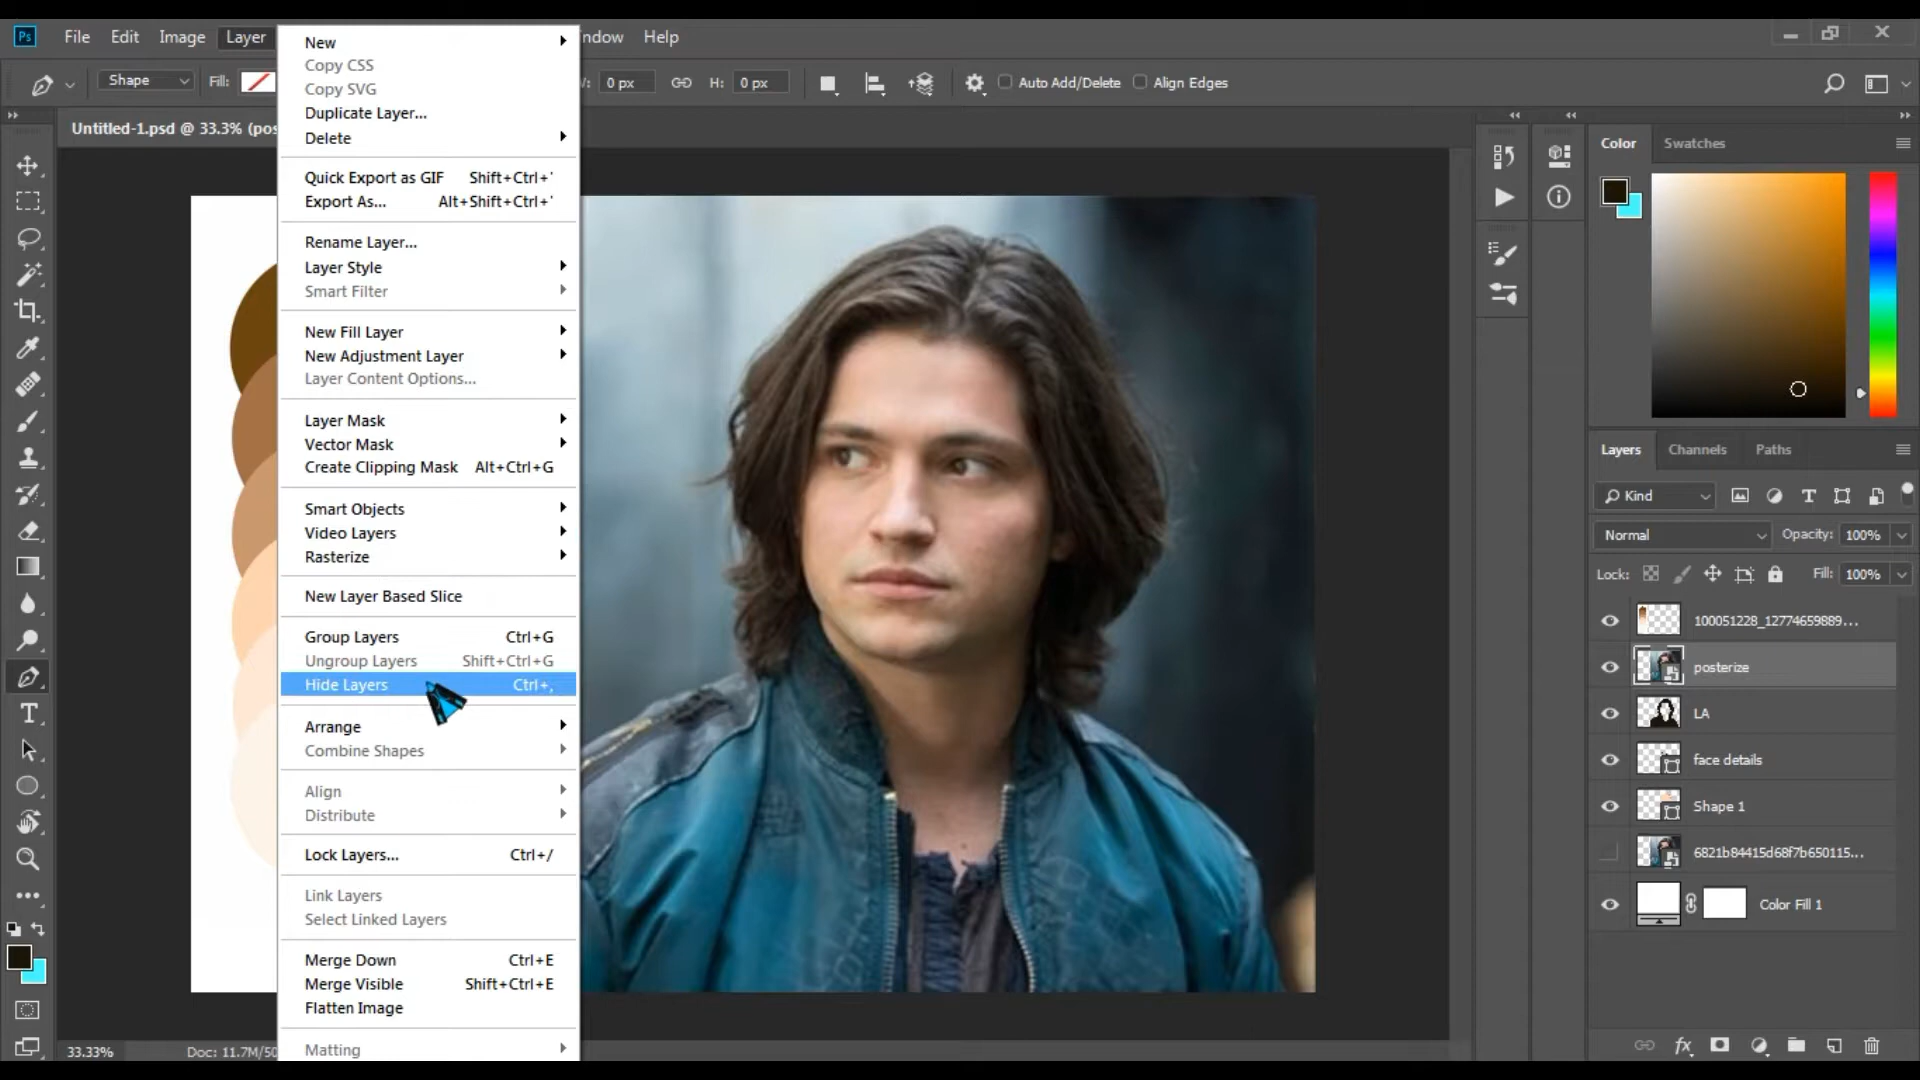 Ps File Edit Image Layer ndow Help
Shape Fill: 0 px H: 0 px Auto Add/Delete Align Edges
Untitled-1.psd @ 33.3% (pos
New
Copy CSS
Copy SVG
Duplicate Layer...
Delete
Quick Export as GIF Shift+Ctrl+'
Export As... Alt+Shift+Ctrl+'
Rename Layer...
Layer Style
Smart Filter
New Fill Layer
New Adjustment Layer
Layer Content Options...
Layer Mask
Vector Mask
Create Clipping Mask Alt+Ctrl+G
Smart Objects
Video Layers
Rasterize
New Layer Based Slice
Group Layers Ctrl+G
Ungroup Layers Shift+Ctrl+G
Hide Layers Ctrl+,
Arrange
Combine Shapes
Align
Distribute
Lock Layers... Ctrl+/
Link Layers
Select Linked Layers
Merge Down Ctrl+E
Merge Visible Shift+Ctrl+E
Flatten Image
Matting
Color Swatches
Layers Channels Paths
Kind
Normal Opacity: 100%
Lock: Fill: 100%
100051228_12774659889...
posterize
LA
face details
Shape 1
6821b84415d68f7b650115...
Color Fill 1
33.33% Doc: 11.7M/50